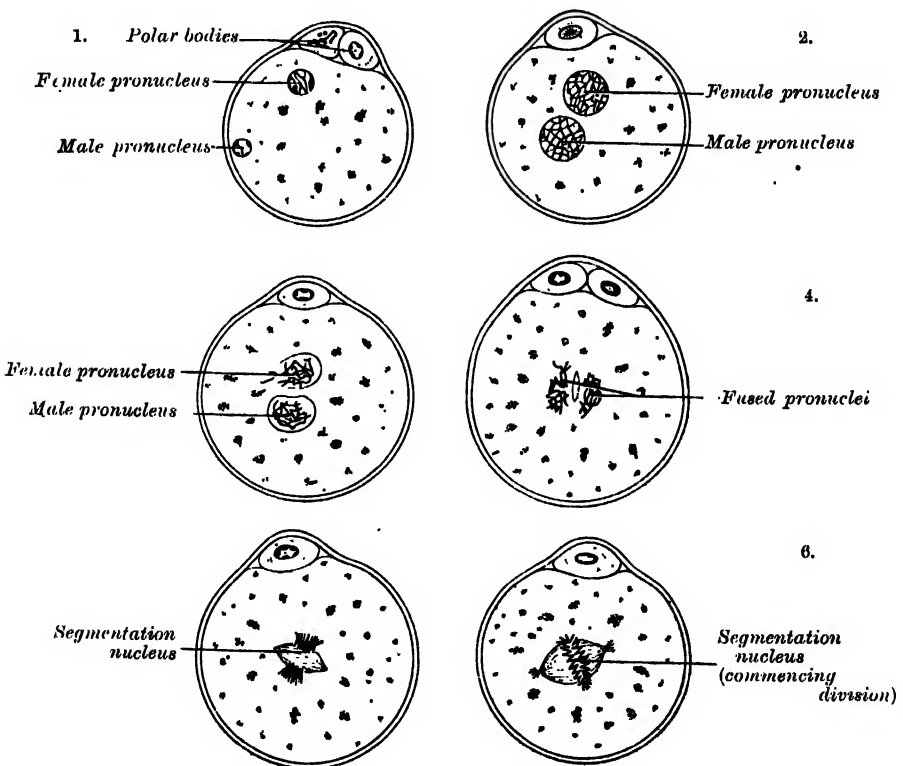 1.
Polar bodies
Female pronucleus
Male pronucleus
2.
Female pronucleus
Male pronucleus
Female pronucleus
Male pronucleus
4.
Fused pronuclei
Segmentation
nucleus
6.
Segmentation
nucleus
(commencing
division)